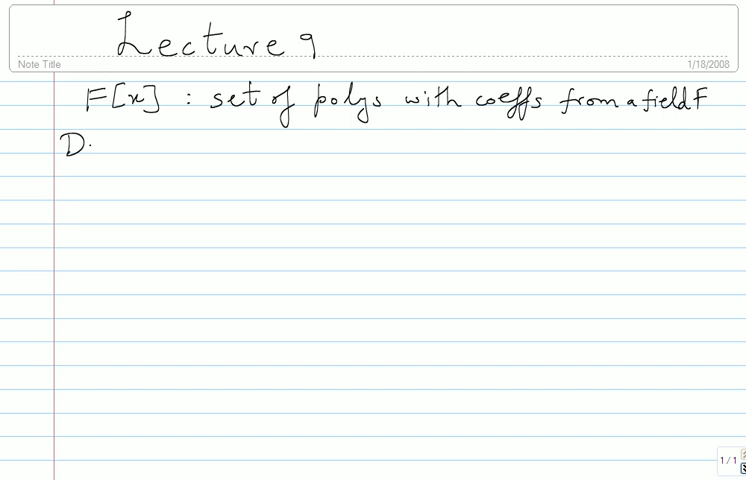 Lecture 9
Note Title
1/18/2008
F[x] : set of polys with coeffs from a field F
D.
1 / 1